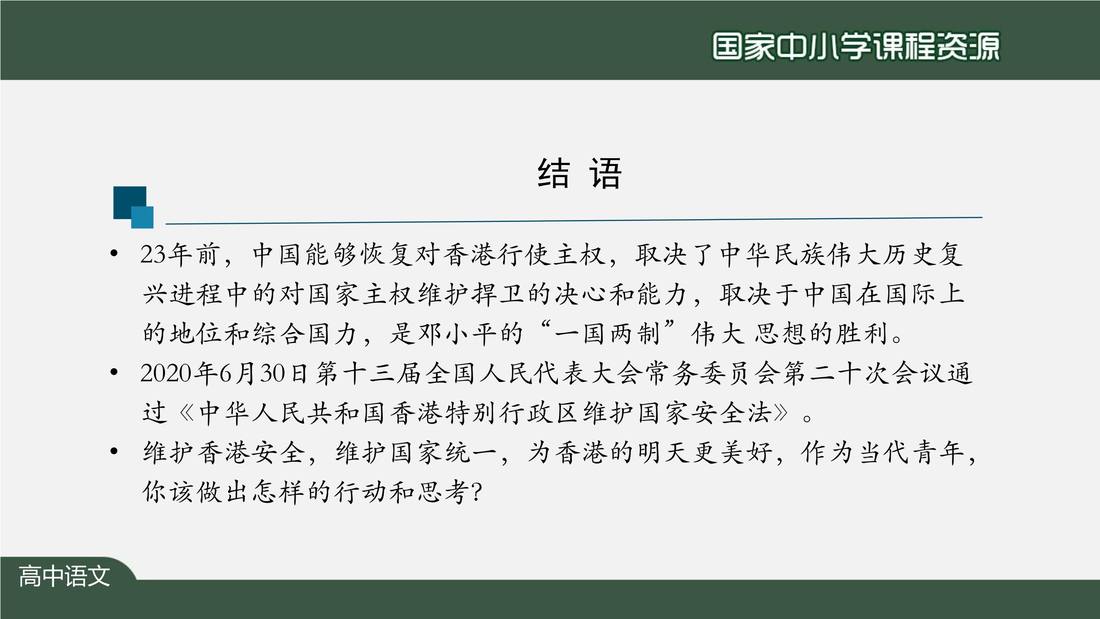 国家中小学课程资源
结 语
• 23年前，中国能够恢复对香港行使主权，取决了中华民族伟大历史复
兴进程中的对国家主权维护捍卫的决心和能力，取决于中国在国际上
的地位和综合国力，是邓小平的“一国两制”伟大 思想的胜利。
• 2020年6月30日第十三届全国人民代表大会常务委员会第二十次会议通
过《中华人民共和国香港特别行政区维护国家安全法》。
• 维护香港安全，维护国家统一，为香港的明天更美好，作为当代青年，
你该做出怎样的行动和思考？
高中语文